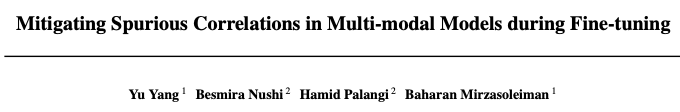 Mitigating Spurious Correlations in Multi-modal Models during Fine-tuning
Yu Yang 1 Besmira Nushi 2 Hamid Palangi 2 Baharan Mirzasoleiman 1